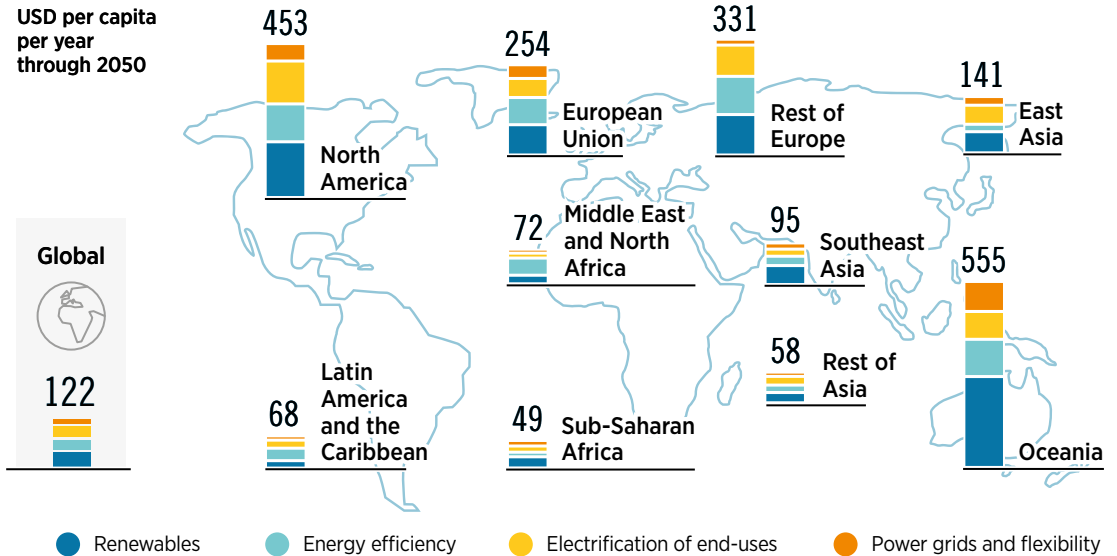 USD per capita
per year
through 2050
453
North
America
254
European
Union
331
Rest of
Europe
141
East
Asia
Global
122
72
Middle East
and North
Africa
95
Southeast
Asia
555
Oceania
68
Latin
America
and the
Caribbean
49
Sub-Saharan
Africa
58
Rest of
Asia
Renewables
Energy efficiency
Electrification of end-uses
Power grids and flexibility